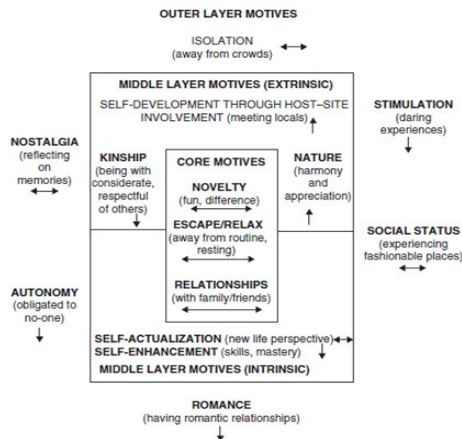 OUTER LAYER MOTIVES
ISOLATION
(away from crowds)
MIDDLE LAYER MOTIVES (EXTRINSIC)
SELF-DEVELOPMENT THROUGH HOST–SITE
INVOLVEMENT (meeting locals)
STIMULATION
(daring
experiences)
NOSTALGIA
(reflecting
on
memories)
KINSHIP
(being with
considerate,
respectful
of others)
CORE MOTIVES
NOVELTY
(fun, difference)
ESCAPE/RELAX
(away from routine,
resting)
RELATIONSHIPS
(with family/friends)
NATURE
(harmony
and
appreciation)
SOCIAL STATUS
(experiencing
fashionable places)
AUTONOMY
(obligated to
no-one)
SELF-ACTUALIZATION (new life perspective)
SELF-ENHANCEMENT (skills, mastery)
MIDDLE LAYER MOTIVES (INTRINSIC)
ROMANCE
(having romantic relationships)